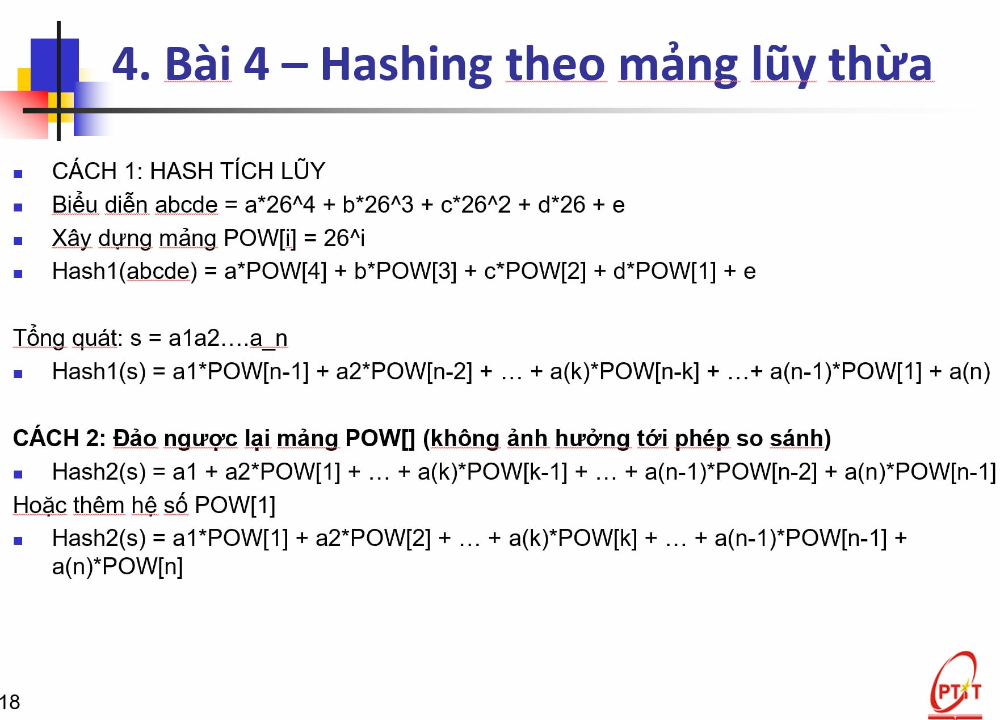 4. Bài 4 – Hashing theo mảng lũy thừa
CÁCH 1: HASH TÍCH LŨY
Biểu diễn abcde = a*26^4 + b*26^3 + c*26^2 + d*26 + e
Xây dựng mảng POW[i] = 26^i
Hash1(abcde) = a*POW[4] + b*POW[3] + c*POW[2] + d*POW[1] + e
Tổng quát: s = a1a2….a_n
Hash1(s) = a1*POW[n-1] + a2*POW[n-2] + … + a(k)*POW[n-k] + …+ a(n-1)*POW[1] + a(n)
CÁCH 2: Đảo ngược lại mảng POW[] (không ảnh hưởng tới phép so sánh)
Hash2(s) = a1 + a2*POW[1] + … + a(k)*POW[k-1] + … + a(n-1)*POW[n-2] + a(n)*POW[n-1]
Hoặc thêm hệ số POW[1]
Hash2(s) = a1*POW[1] + a2*POW[2] + … + a(k)*POW[k] + … + a(n-1)*POW[n-1] +
a(n)*POW[n]
18
PTIT